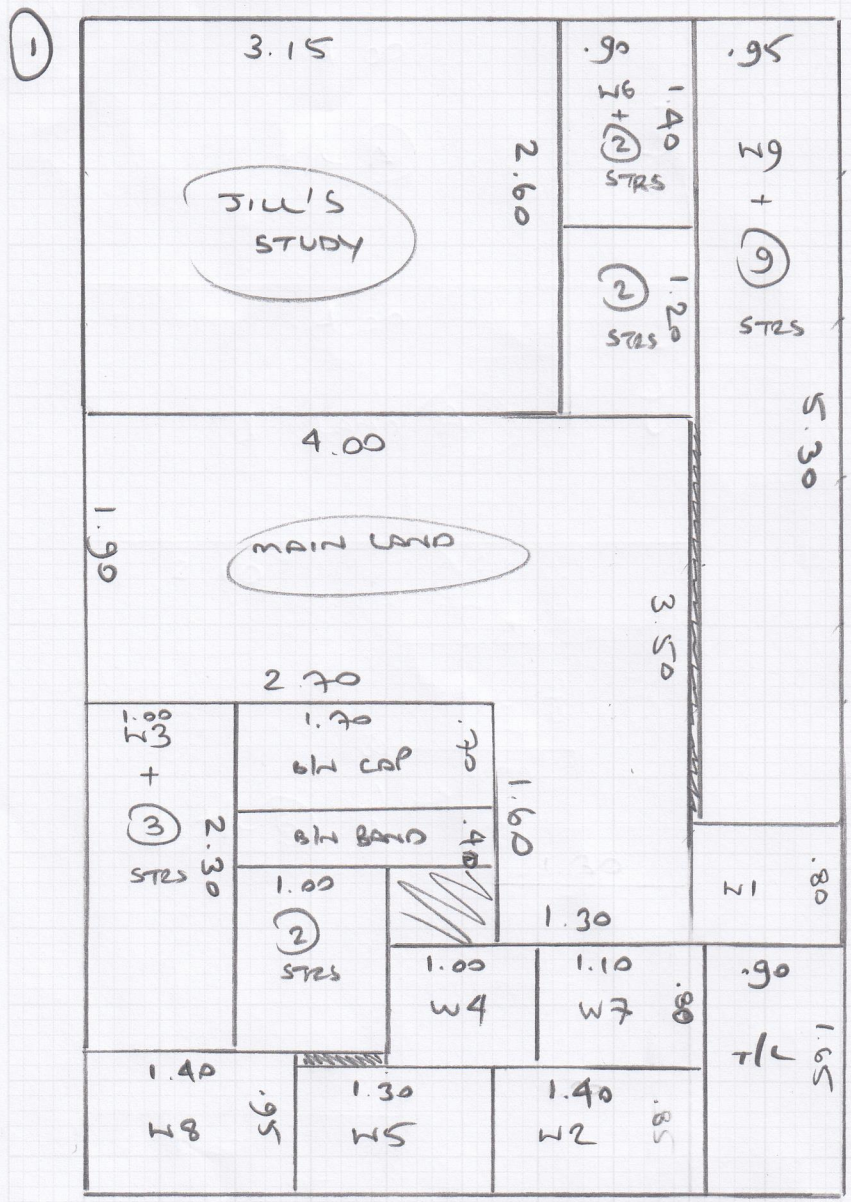 1
3.15
.90
.95
W6
+
2
STRS
1.40
W9
+
9
STRS
2.60
JILL'S
STUDY
2
STRS
1.20
5.30
4.00
1.90
MAIN LAND
3.50
2.70
1.00
W3
+
3
STRS
2.30
1.70
B/W CAP
.70
B/W BAND
.40
1.60
1.00
2
STRS
1.30
W1
.80
1.00
W4
1.10
W7
.80
.90
T/L
1.65
1.40
W8
.95
1.30
W5
1.40
W2
.85